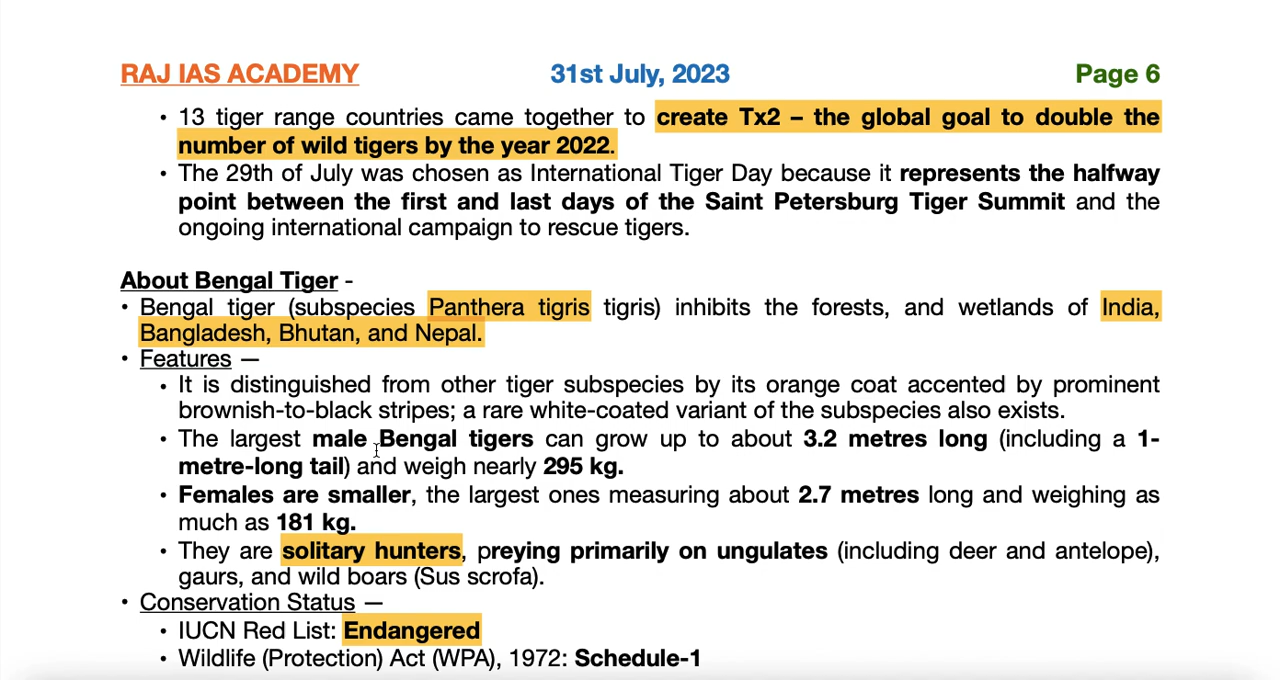 RAJ IAS ACADEMY 31st July, 2023 Page 6
• 13 tiger range countries came together to create Tx2 – the global goal to double the
number of wild tigers by the year 2022.
• The 29th of July was chosen as International Tiger Day because it represents the halfway
point between the first and last days of the Saint Petersburg Tiger Summit and the
ongoing international campaign to rescue tigers.
About Bengal Tiger -
• Bengal tiger (subspecies Panthera tigris tigris) inhibits the forests, and wetlands of India,
Bangladesh, Bhutan, and Nepal.
• Features —
• It is distinguished from other tiger subspecies by its orange coat accented by prominent
brownish-to-black stripes; a rare white-coated variant of the subspecies also exists.
• The largest male Bengal tigers can grow up to about 3.2 metres long (including a 1-
metre-long tail) and weigh nearly 295 kg.
• Females are smaller, the largest ones measuring about 2.7 metres long and weighing as
much as 181 kg.
• They are solitary hunters, preying primarily on ungulates (including deer and antelope),
gaurs, and wild boars (Sus scrofa).
• Conservation Status —
• IUCN Red List: Endangered
• Wildlife (Protection) Act (WPA), 1972: Schedule-1